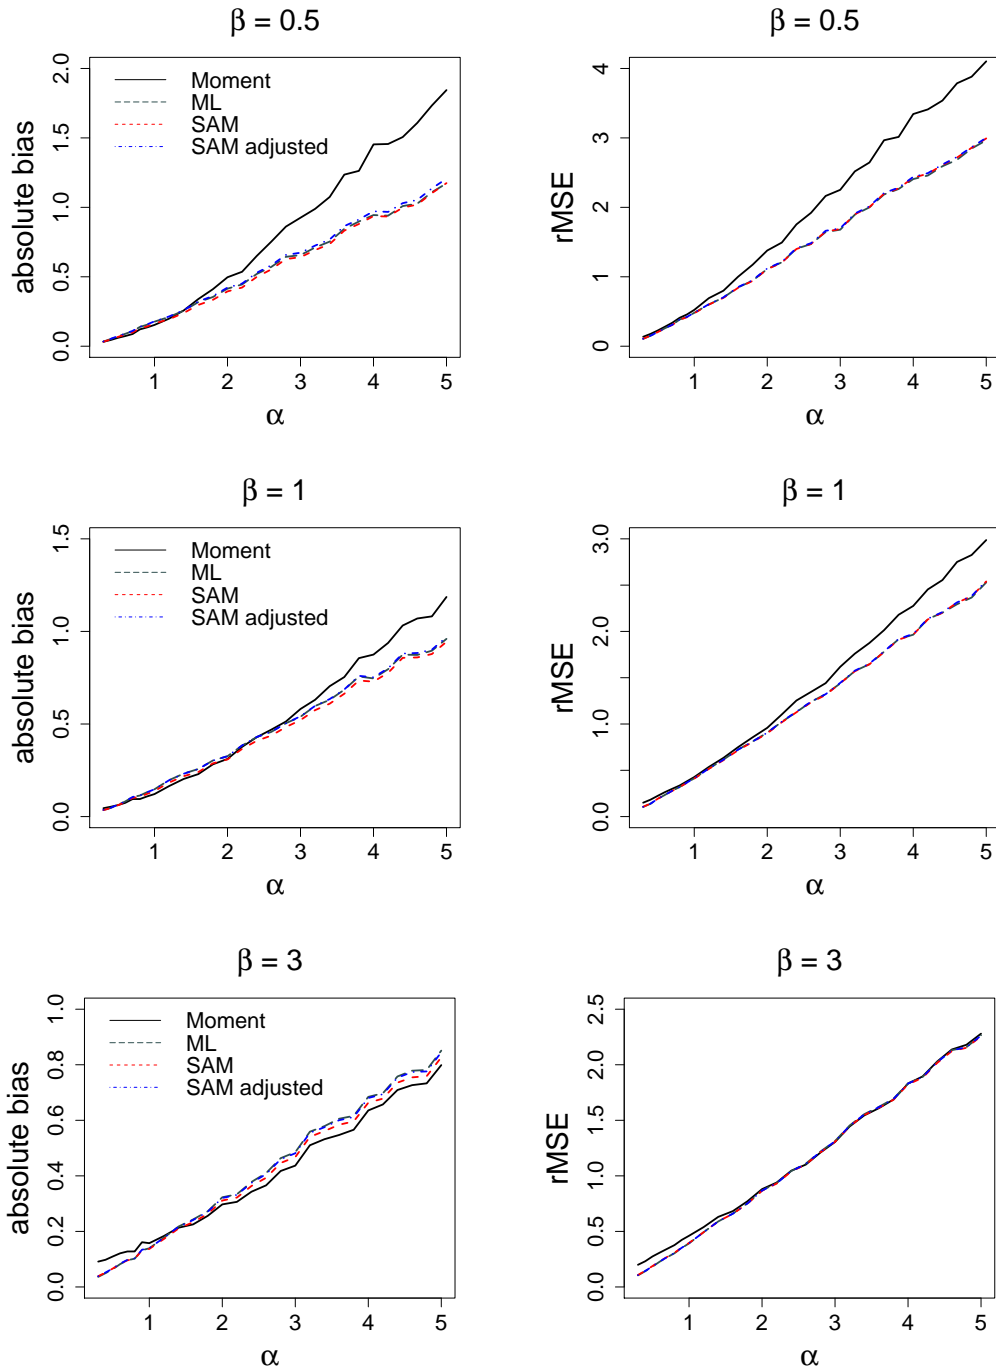 β = 0.5
absolute bias
0.0 0.5 1.0 1.5 2.0
Moment
ML
SAM
SAM adjusted
1 2 3 4 5
α
β = 0.5
rMSE
0 1 2 3 4
1 2 3 4 5
α
β = 1
absolute bias
0.0 0.5 1.0 1.5
Moment
ML
SAM
SAM adjusted
1 2 3 4 5
α
β = 1
rMSE
0.0 1.0 2.0 3.0
1 2 3 4 5
α
β = 3
absolute bias
0.0 0.2 0.4 0.6 0.8 1.0
Moment
ML
SAM
SAM adjusted
1 2 3 4 5
α
β = 3
rMSE
0.0 0.5 1.0 1.5 2.0 2.5
1 2 3 4 5
α